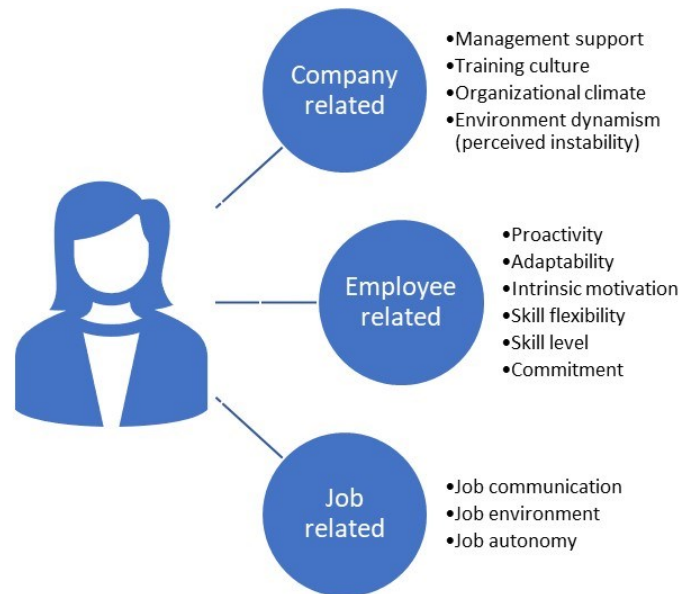 Company
related
•Management support
•Training culture
•Organizational climate
•Environment dynamism
(perceived instability)
Employee
related
•Proactivity
•Adaptability
•Intrinsic motivation
•Skill flexibility
•Skill level
•Commitment
Job
related
•Job communication
•Job environment
•Job autonomy